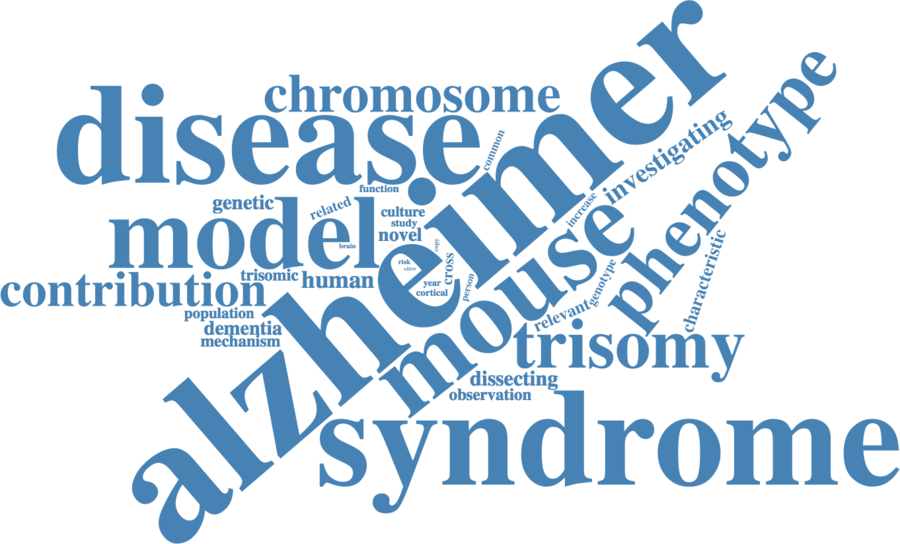 alzheimer
disease
chromosome
common
investigating
phenotype
function
genetic
related
culture
study
increase
model
novel
brain
copy
mouse
risk
vitro
cross
characteristic
contribution
trisomic
human
year
cortical
person
relevant
genotype
population
dementia
mechanism
trisomy
dissecting
observation
syndrome